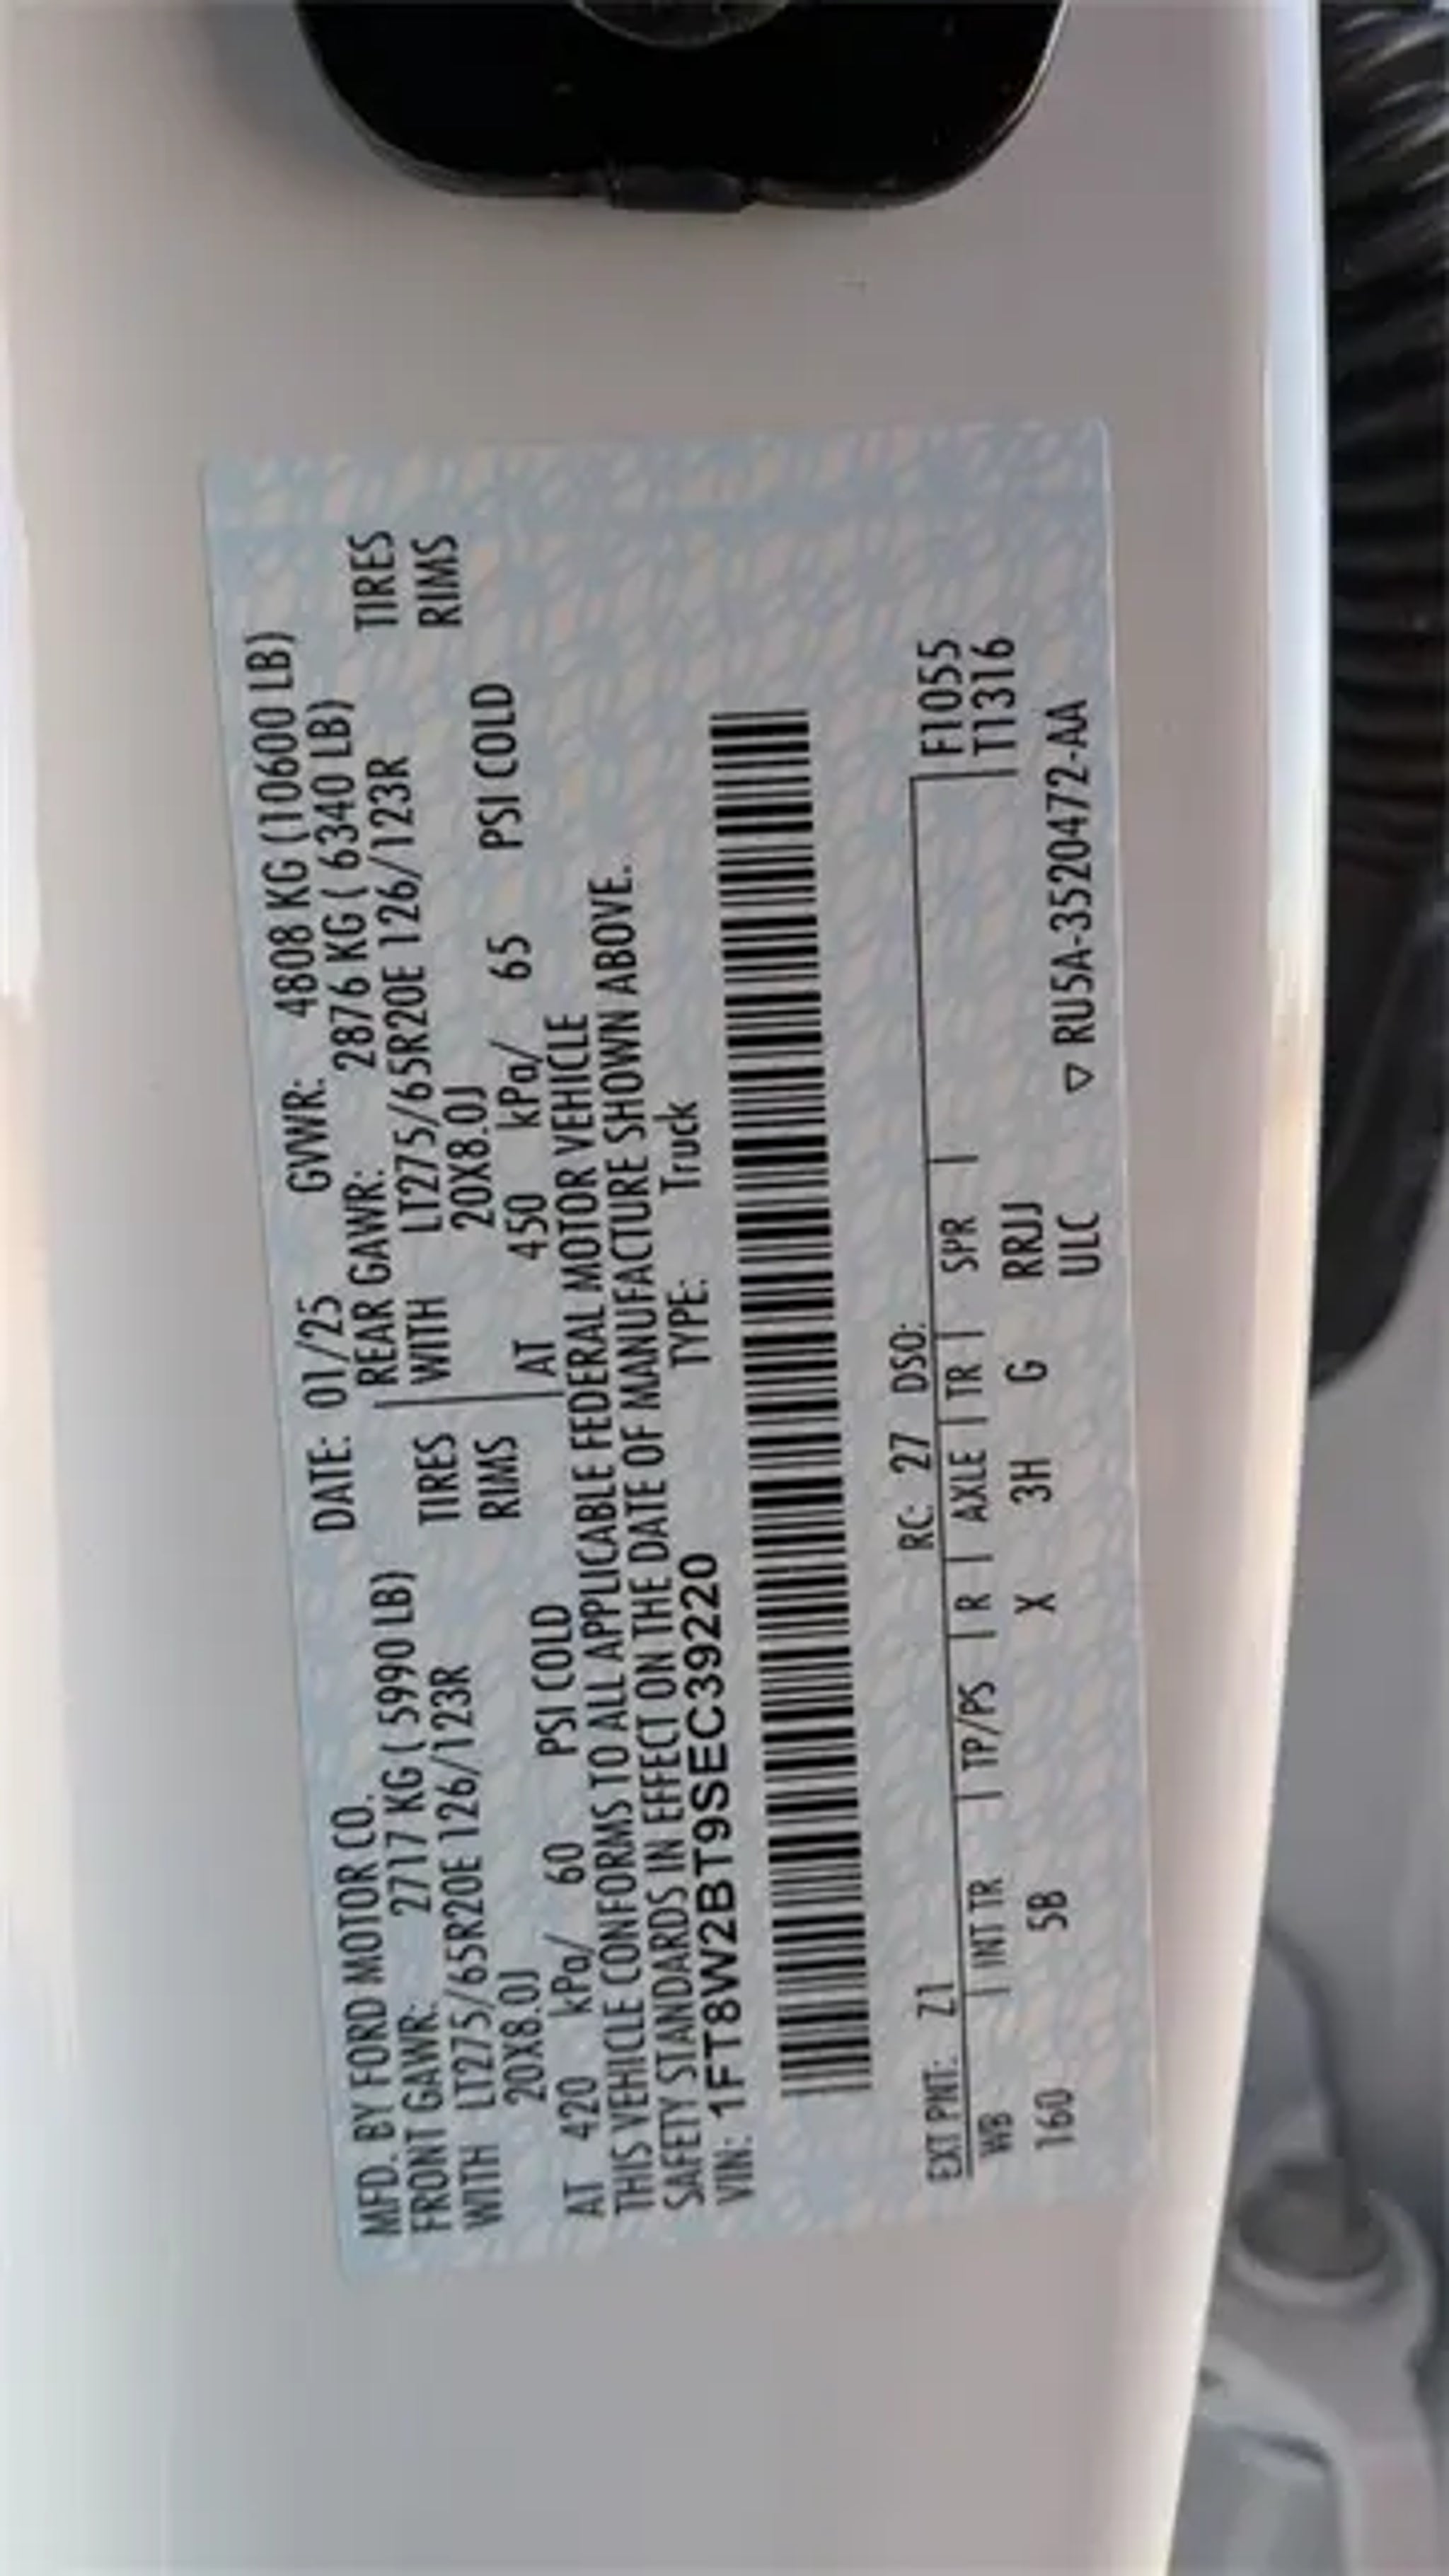 MFD. BY FORD MOTOR CO. DATE: 01/25 GVWR: 4808 KG (10600 LB)
FRONT GAWR: 2717 KG ( 5990 LB) REAR GAWR: 2876 KG ( 6340 LB)
WITH LT275/65R20E 126/123R TIRES WITH LT275/65R20E 126/123R TIRES
20X8.0J RIMS 20X8.0J RIMS
AT 420 kPa/ 60 PSI COLD AT 450 kPa/ 65 PSI COLD
THIS VEHICLE CONFORMS TO ALL APPLICABLE FEDERAL MOTOR VEHICLE
SAFETY STANDARDS IN EFFECT ON THE DATE OF MANUFACTURE SHOWN ABOVE.
VIN: 1FT8W2BT9SEC39220 TYPE: Truck
EXT PNT: Z1 RC: 27 DSO: F1055
WB | INT TR | TP/PS | R | AXLE | TR | SPR | T1316
160 5B X 3H G RRJJ
ULC ▽ RU5A-3520472-AA